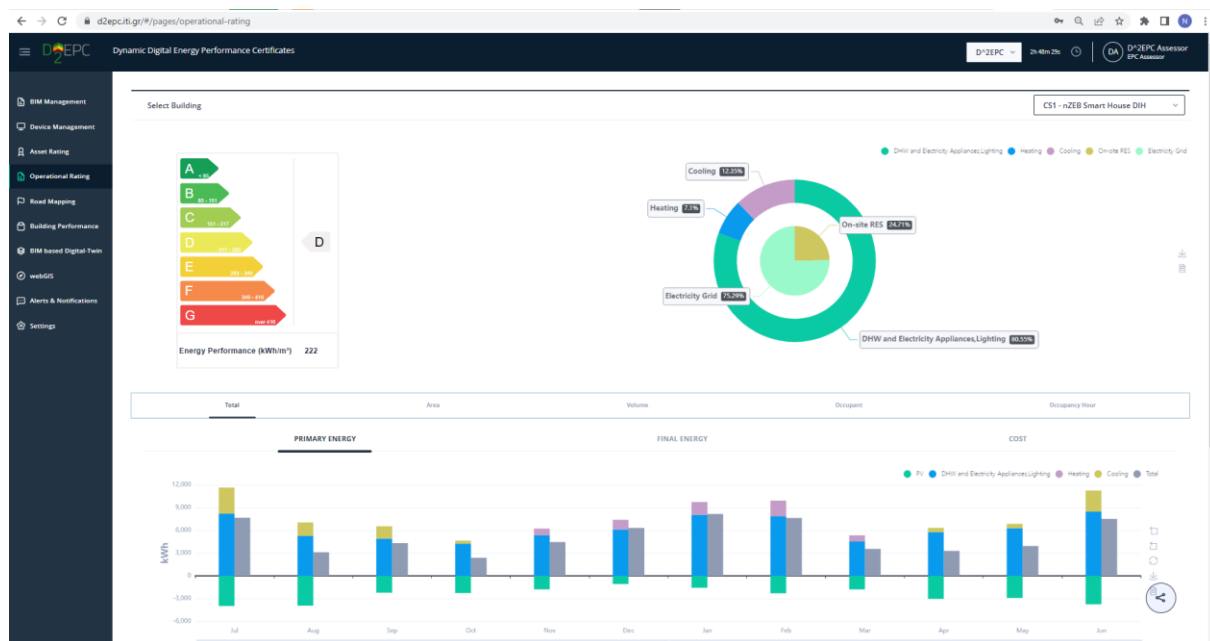 d2epc.iti.gr/#/pages/operational-rating
N
D^2EPC
Dynamic Digital Energy Performance Certificates
D^2EPC
2h 48m 29s
DA
D^2EPC Assessor
EPC Assessor
BIM Management
Device Management
Asset Rating
Operational Rating
Road Mapping
Building Performance
BIM based Digital-Twin
webGIS
Alerts & Notifications
Settings
Select Building
CS1 - nZEB Smart House DIH
A
B
C
D
E
F
G
over 416
D
Energy Performance (kWh/m²) 222
DHW and Electricity Appliances,Lighting Heating Cooling On-site RES Electricity Grid
Cooling 12.35%
Heating 7.1%
On-site RES 24.71%
Electricity Grid 75.29%
DHW and Electricity Appliances,Lighting 80.55%
Total Area Volume Occupant Occupancy Hour
PRIMARY ENERGY FINAL ENERGY COST
PV DHW and Electricity Appliances,Lighting Heating Cooling Total
kWh
12,000
9,000
6,000
3,000
0
-3,000
-6,000
Jul Aug Sep Oct Nov Dec Jan Feb Mar Apr May Jun